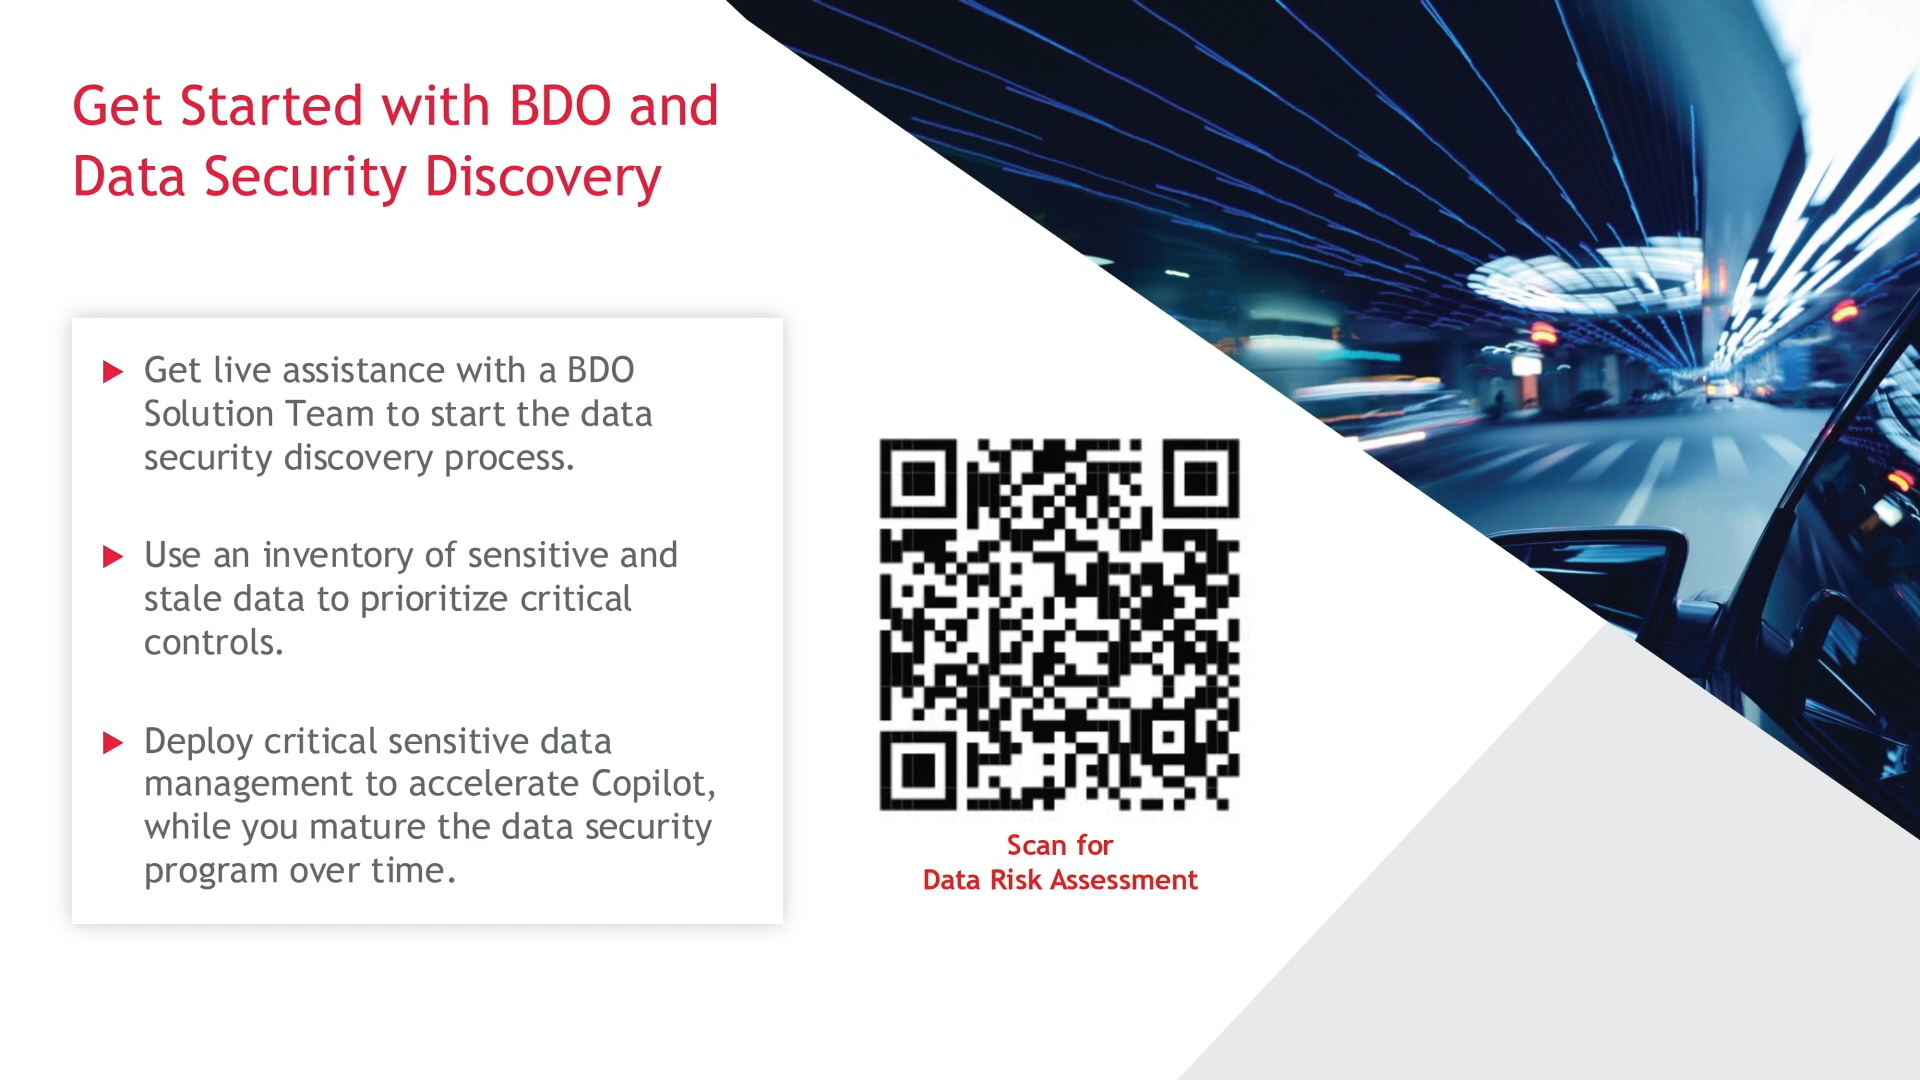 Get Started with BDO and
Data Security Discovery
Get live assistance with a BDO
Solution Team to start the data
security discovery process.
Use an inventory of sensitive and
stale data to prioritize critical
controls.
Deploy critical sensitive data
management to accelerate Copilot,
while you mature the data security
program over time.
Scan for
Data Risk Assessment